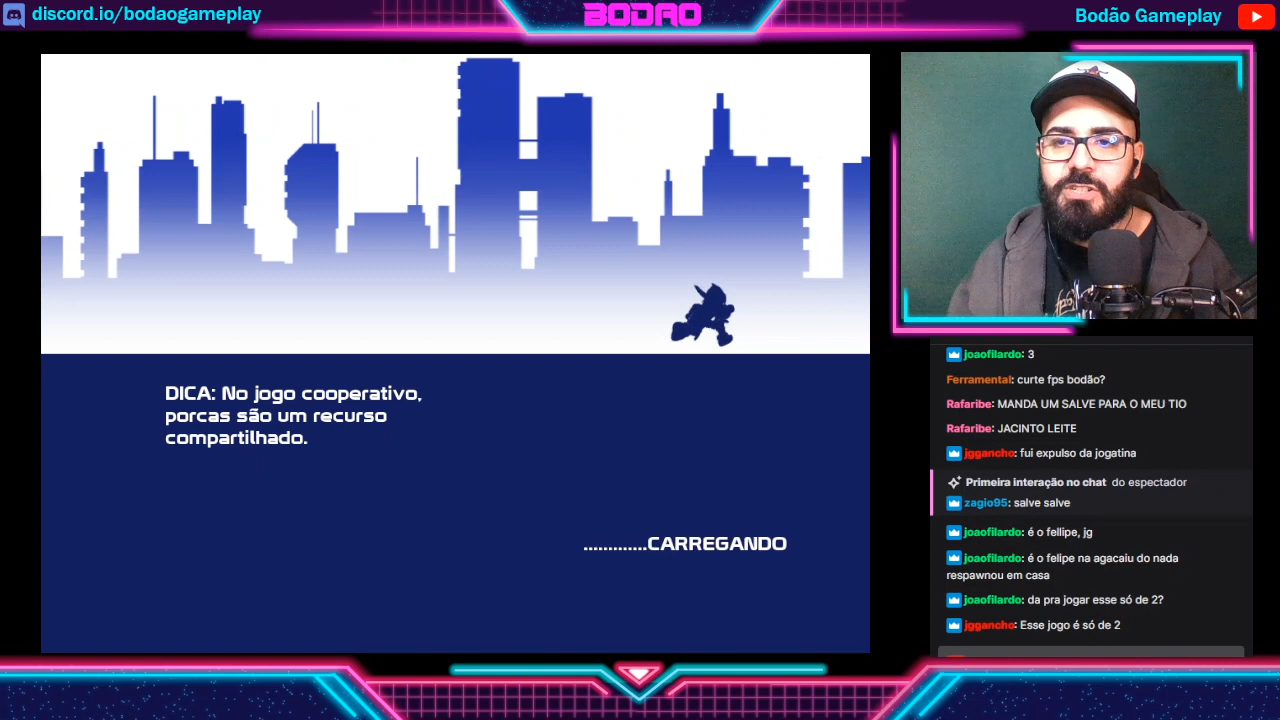 discord.io/bodaogameplay
BODAO
Bodão Gameplay
DICA: No jogo cooperativo,
porcas são um recurso
compartilhado.
.............CARREGANDO
joaofilardo: 3
Ferramental: curte fps bodão?
Rafaribe: MANDA UM SALVE PARA O MEU TIO
Rafaribe: JACINTO LEITE
jggancho: fui expulso da jogatina
Primeira interação no chat do espectador
zagio95: salve salve
joaofilardo: é o fellipe, jg
joaofilardo: é o felipe na agacaiu do nada
respawnou em casa
joaofilardo: da pra jogar esse só de 2?
jggancho: Esse jogo é só de 2